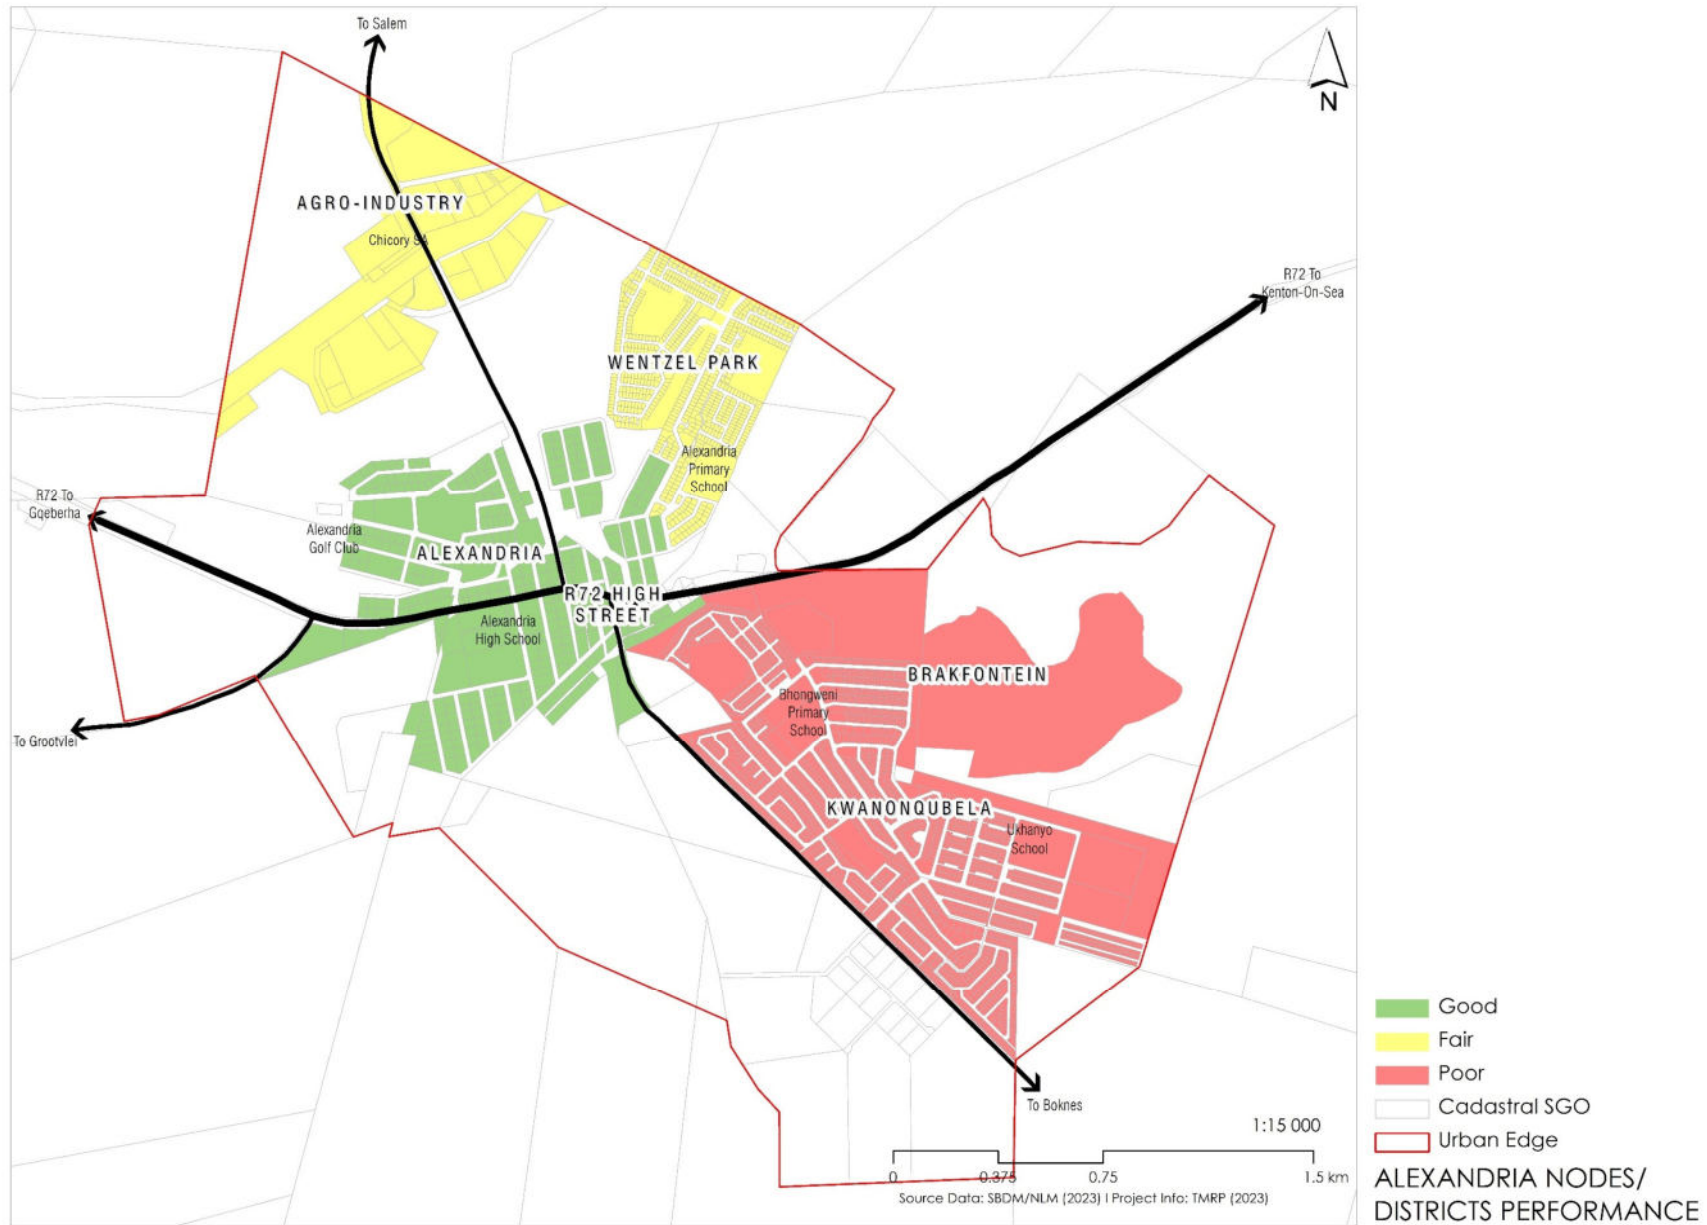 To Salem
N
AGRO-INDUSTRY
Chicory SA
R72 To
Kenton-On-Sea
WENTZEL PARK
Alexandria
Primary
School
R72 To
Gqeberha
Alexandria
Golf Club
ALEXANDRIA
R72 HIGH
STREET
Alexandria
High School
BRAKFONTEIN
Bhongweni
Primary
School
To Grootvlei
KWANONQUBELA
Ukhanyo
School
To Boknes
1:15 000
0 0.375 0.75 1.5 km
Source Data: SBDM/NLM (2023) I Project Info: TMRP (2023)
Good
Fair
Poor
Cadastral SGO
Urban Edge
ALEXANDRIA NODES/
DISTRICTS PERFORMANCE